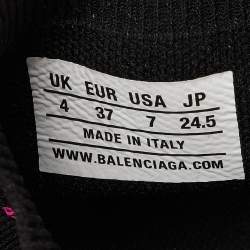 UK EUR USA JP
4 37 7 24.5
MADE IN ITALY
WWW.BALENCIAGA.COM